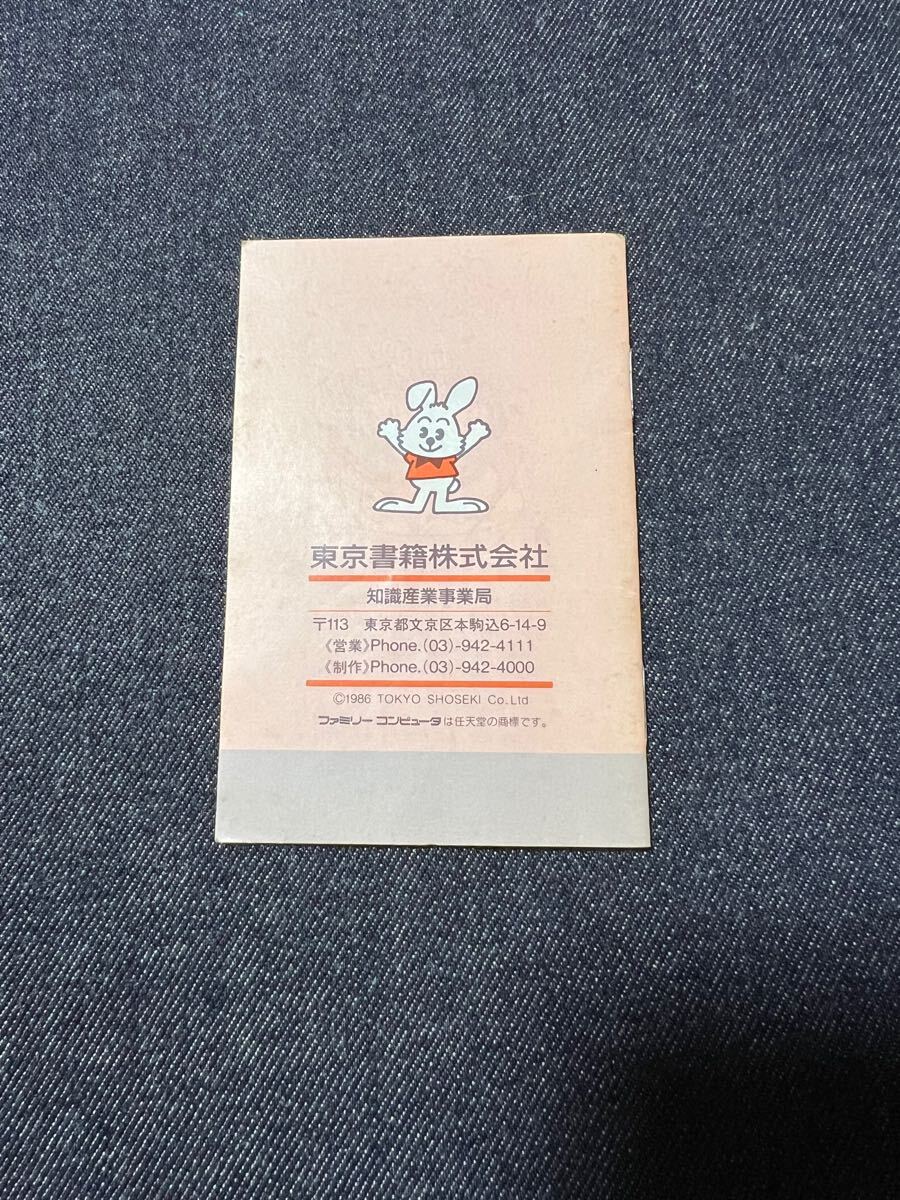 東京書籍株式会社
知識産業事業局
〒113 東京都文京区本駒込6-14-9
《営業》Phone.(03)-942-4111
《制作》Phone.(03)-942-4000
©1986 TOKYO SHOSEKI Co.Ltd
ファミリーコンピュータは任天堂の商標です。